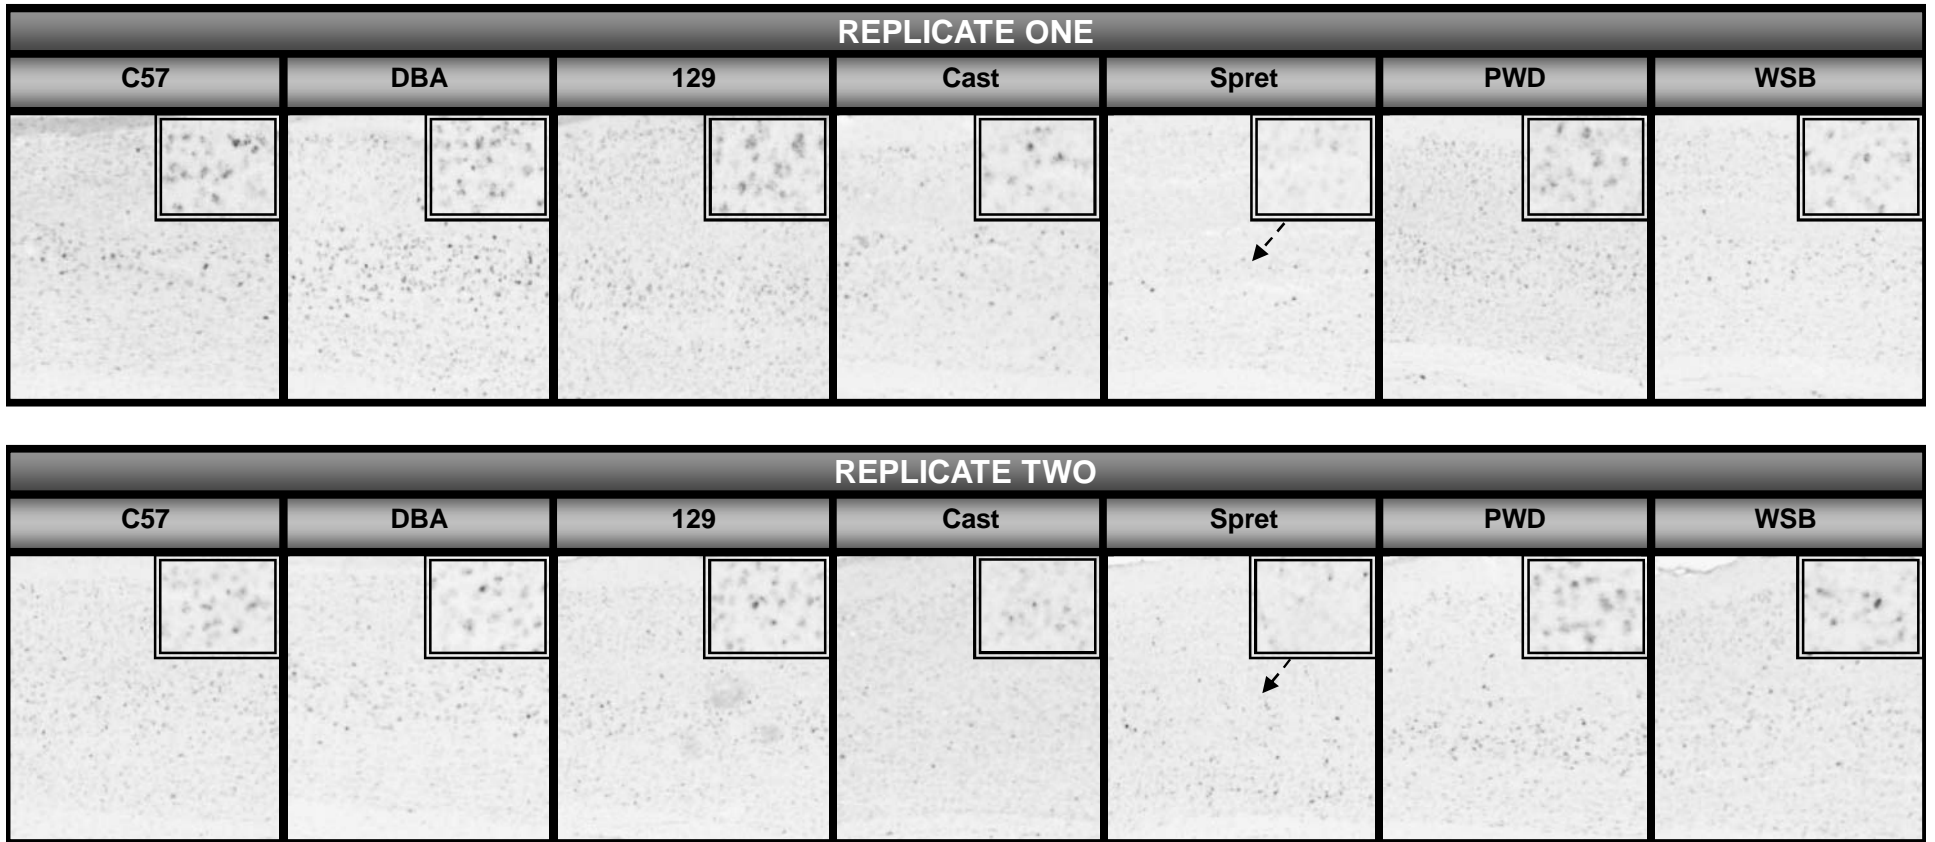 REPLICATE ONE
C57 DBA 129 Cast Spret PWD WSB
REPLICATE TWO
C57 DBA 129 Cast Spret PWD WSB